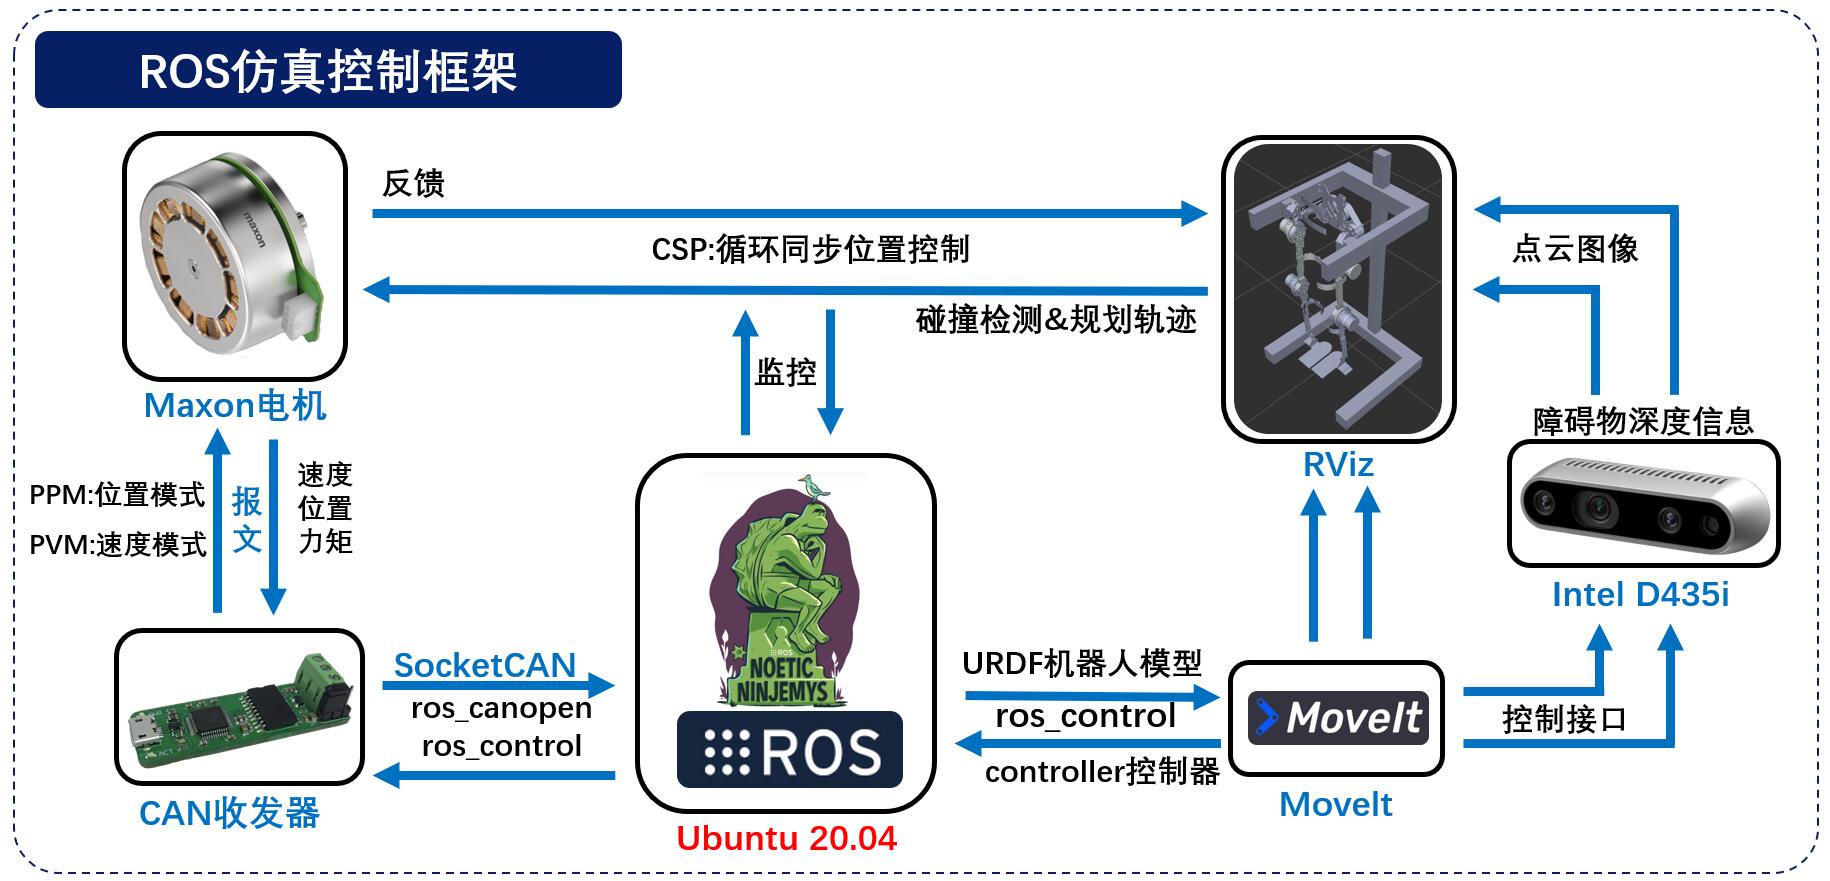 ROS仿真控制框架
maxon
反馈
CSP:循环同步位置控制
碰撞检测&规划轨迹
点云图像
监控
Maxon电机
障碍物深度信息
RViz
PPM:位置模式
PVM:速度模式
报文
速度
位置
力矩
Intel D435i
ROS
NOETIC
NINJEMYS
SocketCAN
ros_canopen
ros_control
URDF机器人模型
ros_control
controller控制器
MoveIt
控制接口
ACT
ROS
CAN收发器
MoveIt
Ubuntu 20.04